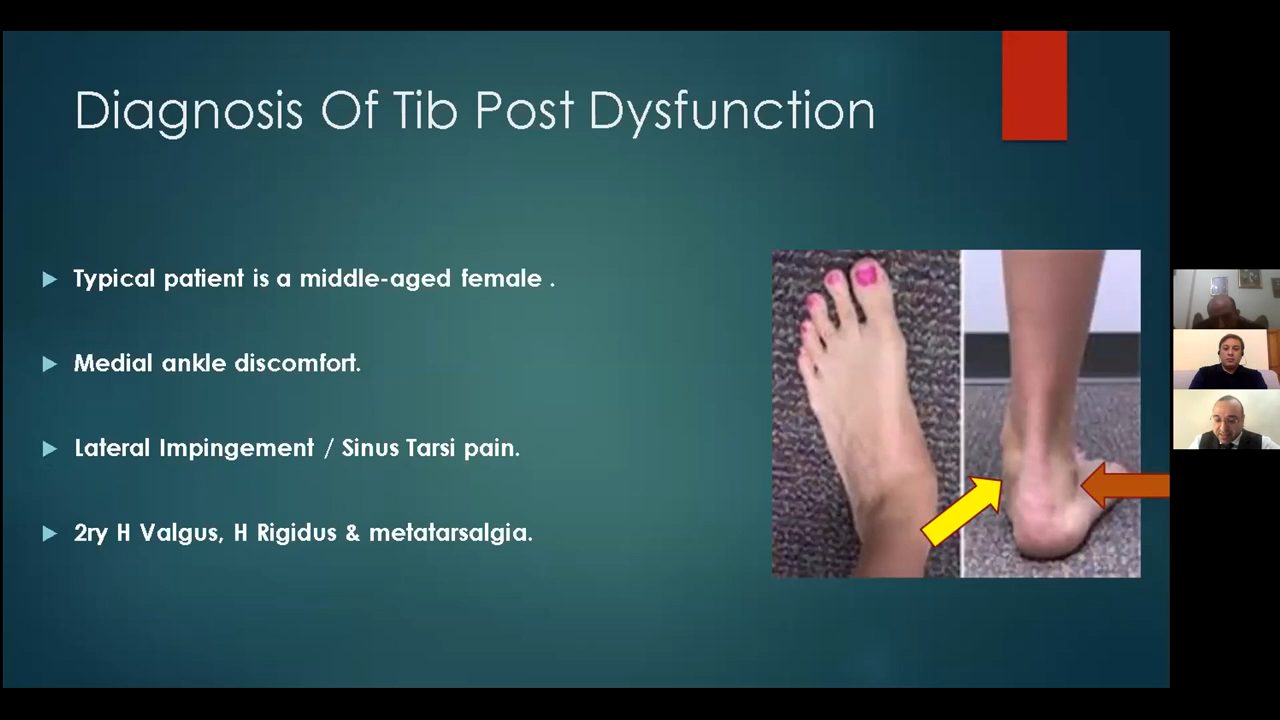 Diagnosis Of Tib Post Dysfunction
Typical patient is a middle-aged female .
Medial ankle discomfort.
Lateral Impingement / Sinus Tarsi pain.
2ry H Valgus, H Rigidus & metatarsalgia.